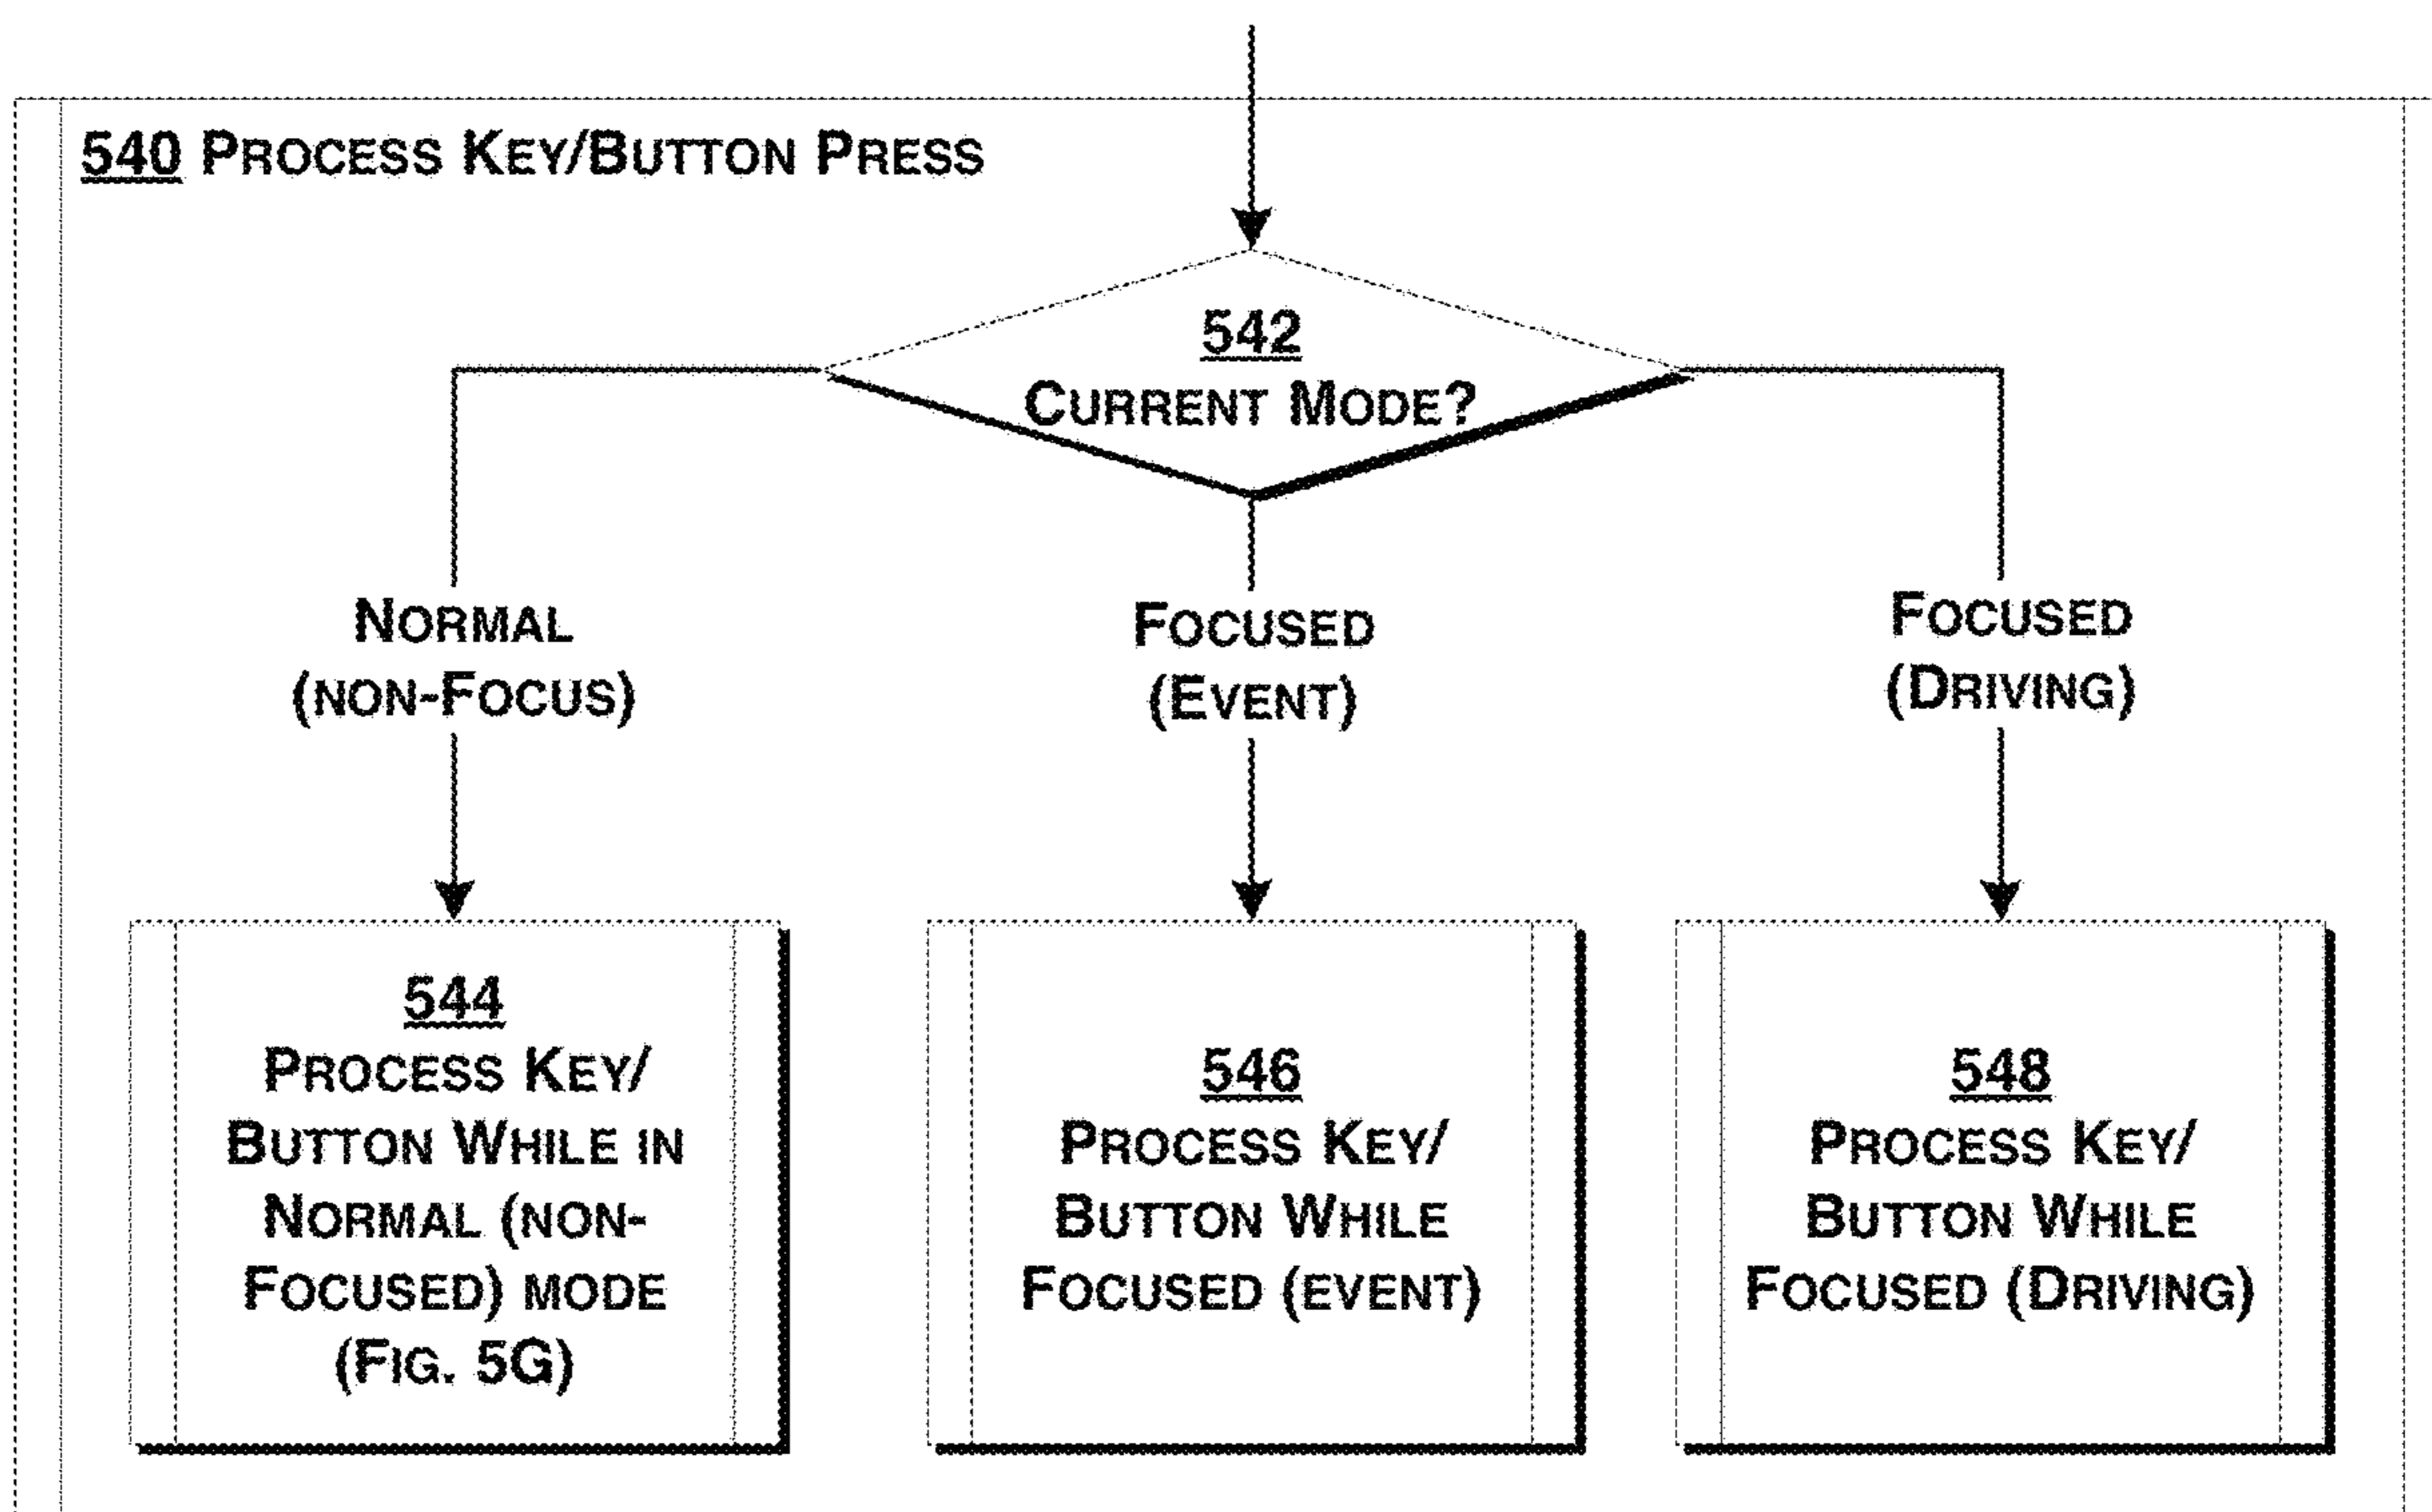 540 Process Key/Button Press
542
Current Mode?
Normal
(non-Focus)
Focused
(Event)
Focused
(Driving)
544
Process Key/
Button While in
Normal (non-
Focused) mode
(Fig. 5G)
546
Process Key/
Button While
Focused (event)
548
Process Key/
Button While
Focused (Driving)